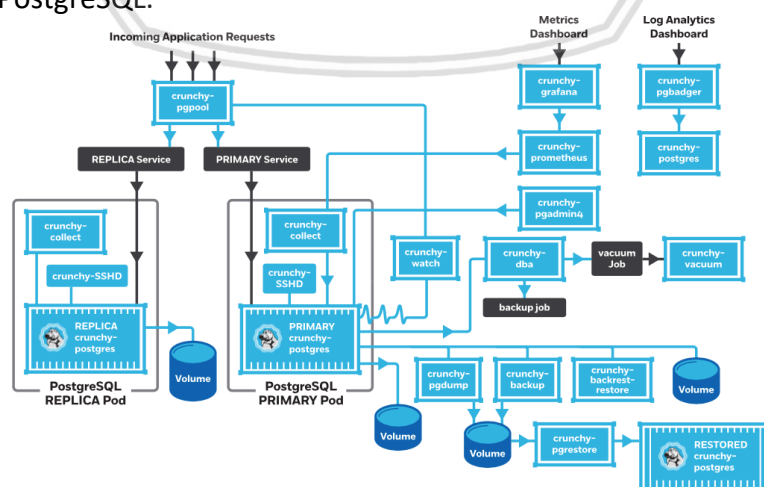 PostgreSQL.
Incoming Application Requests
Metrics
Dashboard
Log Analytics
Dashboard
crunchy-
pgpool
crunchy-
grafana
crunchy-
pgbadger
REPLICA Service
PRIMARY Service
crunchy-
prometheus
crunchy-
postgres
crunchy-
collect
crunchy-
collect
crunchy-
pgadmin4
crunchy-SSHD
crunchy-
SSHD
crunchy-
watch
crunchy-
dba
vacuum
Job
crunchy-
vacuum
backup job
REPLICA
crunchy-
postgres
PRIMARY
crunchy-
postgres
Volume
PostgreSQL
REPLICA Pod
PostgreSQL
PRIMARY Pod
crunchy-
pgdump
crunchy-
backup
crunchy-
backrest-
restore
Volume
Volume
Volume
crunchy-
pgrestore
RESTORED
crunchy-
postgres